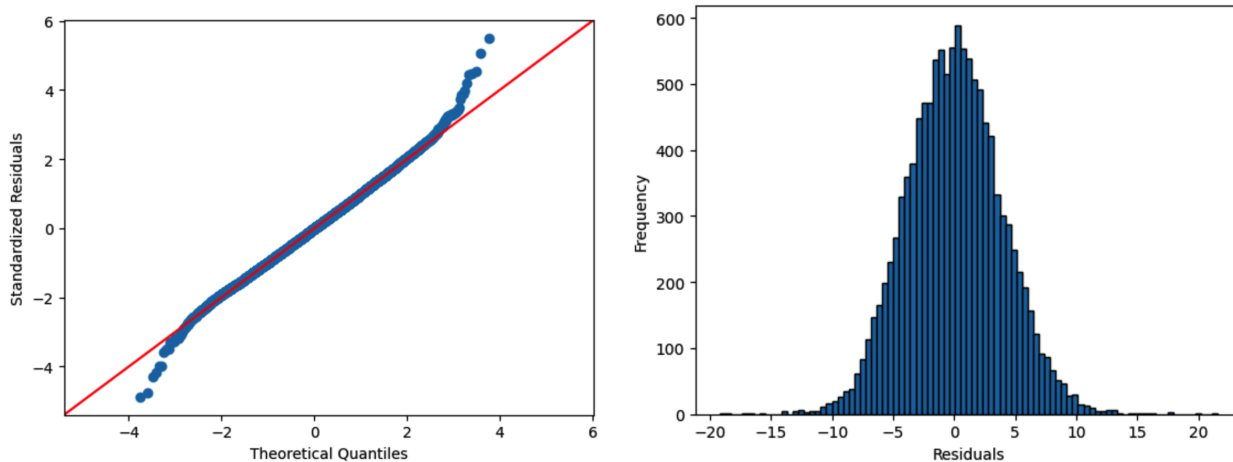 6
4
2
0
−2
−4
Standardized Residuals
−4 −2 0 2 4 6
Theoretical Quantiles
600
500
400
300
200
100
0
Frequency
−20 −15 −10 −5 0 5 10 15 20
Residuals